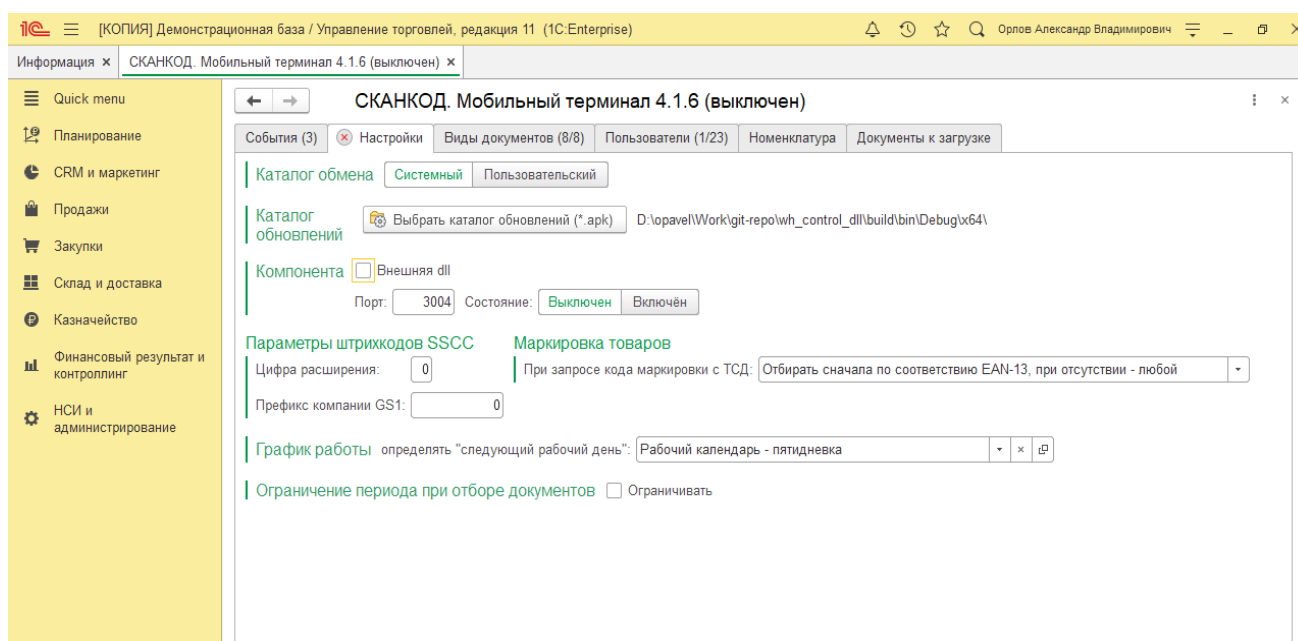 1С [КОПИЯ] Демонстрационная база / Управление торговлей, редакция 11 (1C:Enterprise) Орлов Александр Владимирович
Информация × СКАНКОД. Мобильный терминал 4.1.6 (выключен) ×
Quick menu
Планирование
CRM и маркетинг
Продажи
Закупки
Склад и доставка
Казначейство
Финансовый результат и
контроллинг
НСИ и
администрирование
СКАНКОД. Мобильный терминал 4.1.6 (выключен)
События (3) Настройки Виды документов (8/8) Пользователи (1/23) Номенклатура Документы к загрузке
Каталог обмена Системный Пользовательский
Каталог
обновлений Выбрать каталог обновлений (*.apk) D:\opavel\Work\git-repo\wh_control_dll\build\bin\Debug\x64\
Компонента Внешняя dll
Порт: 3004 Состояние: Выключен Включён
Параметры штрихкодов SSCC Маркировка товаров
Цифра расширения: 0 При запросе кода маркировки с ТСД: Отбирать сначала по соответствию EAN-13, при отсутствии - любой
Префикс компании GS1: 0
График работы определять "следующий рабочий день": Рабочий календарь - пятидневка
Ограничение периода при отборе документов Ограничивать